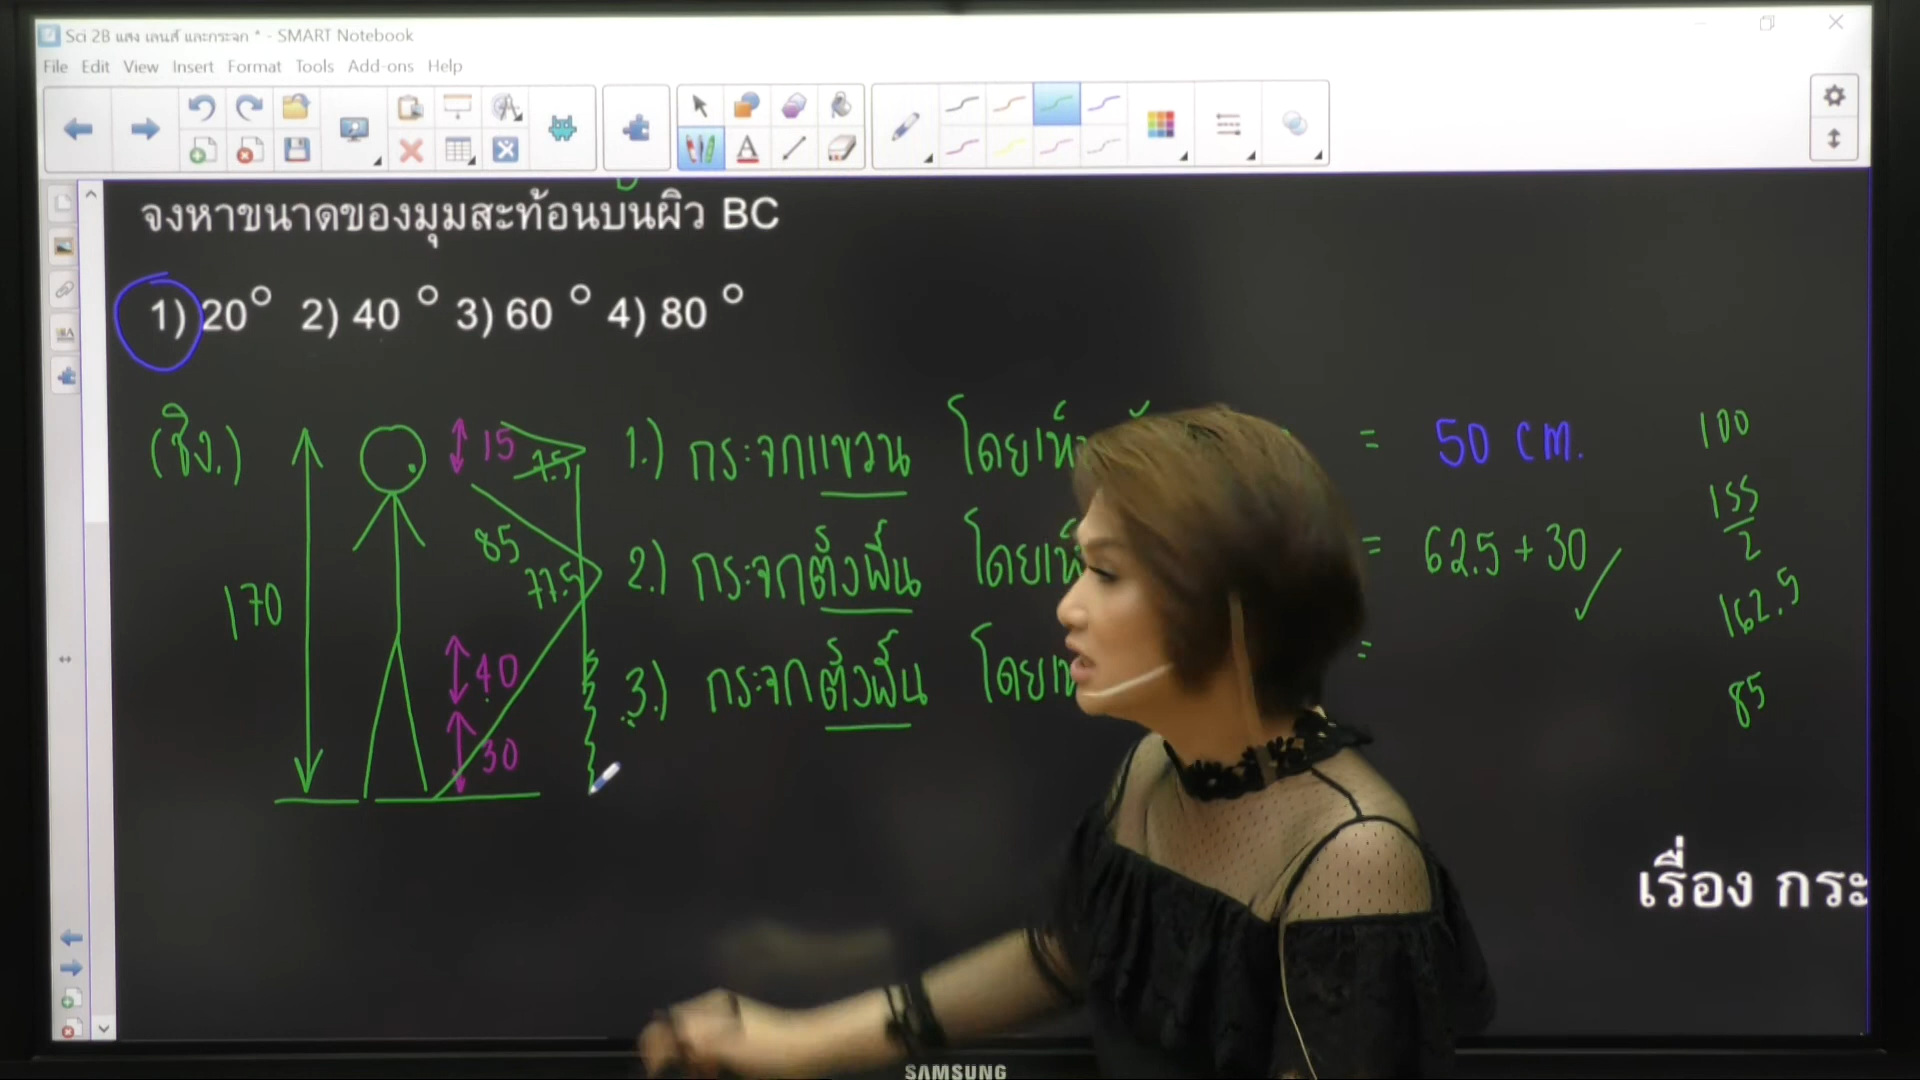 Sci 2B แสง เลนส์ และกระจก * - SMART Notebook
File Edit View Insert Format Tools Add-ons Help
จงหาขนาดของมุมสะท้อนบนผิว BC
1) 20° 2) 40° 3) 60° 4) 80°
(ชิง.)
170
15
7.5
85
77.5
40
30
1.) กระจกแขวน โดยเห็ = 50 cm.
2.) กระจกตั้งพื้น โดยเห็ = 62.5 + 30
3.) กระจกตั้งพื้น โดยเ =
100
155
2
162.5
85
เรื่อง กระ
SAMSUNG